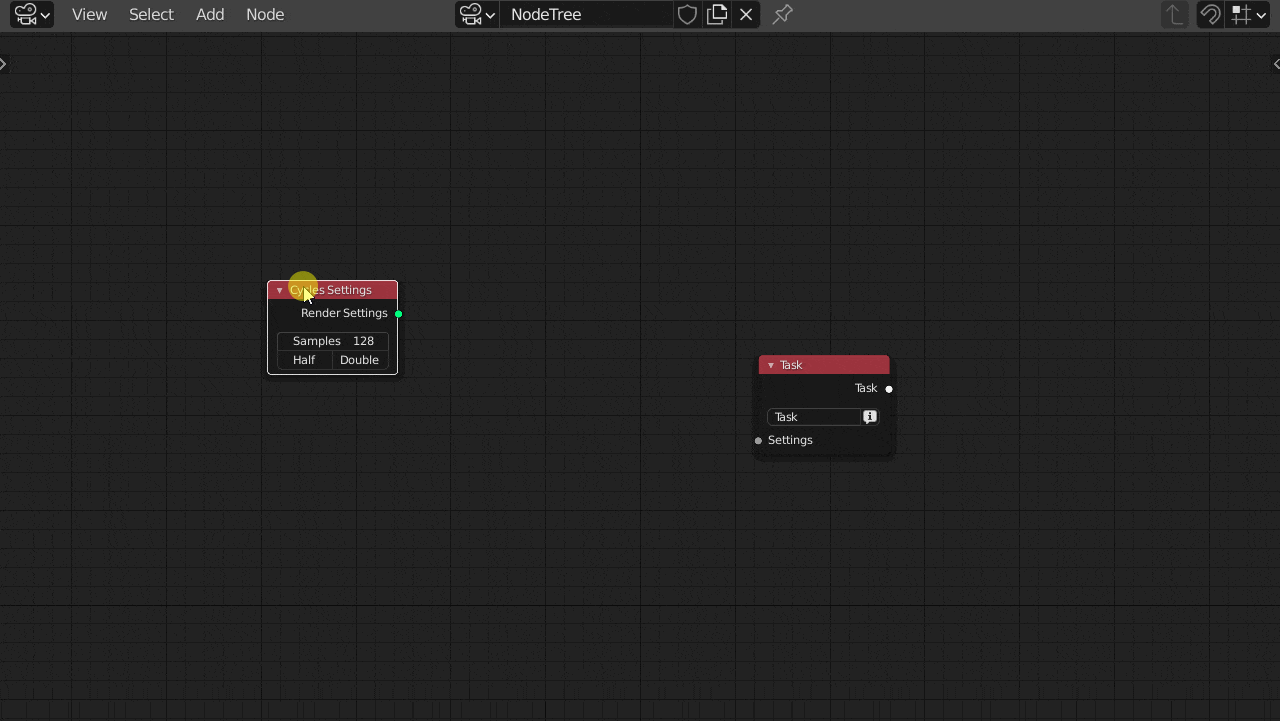 View Select Add Node NodeTree
Cycles Settings
Render Settings
Samples 128
Half Double
Task
Task
Task
Settings